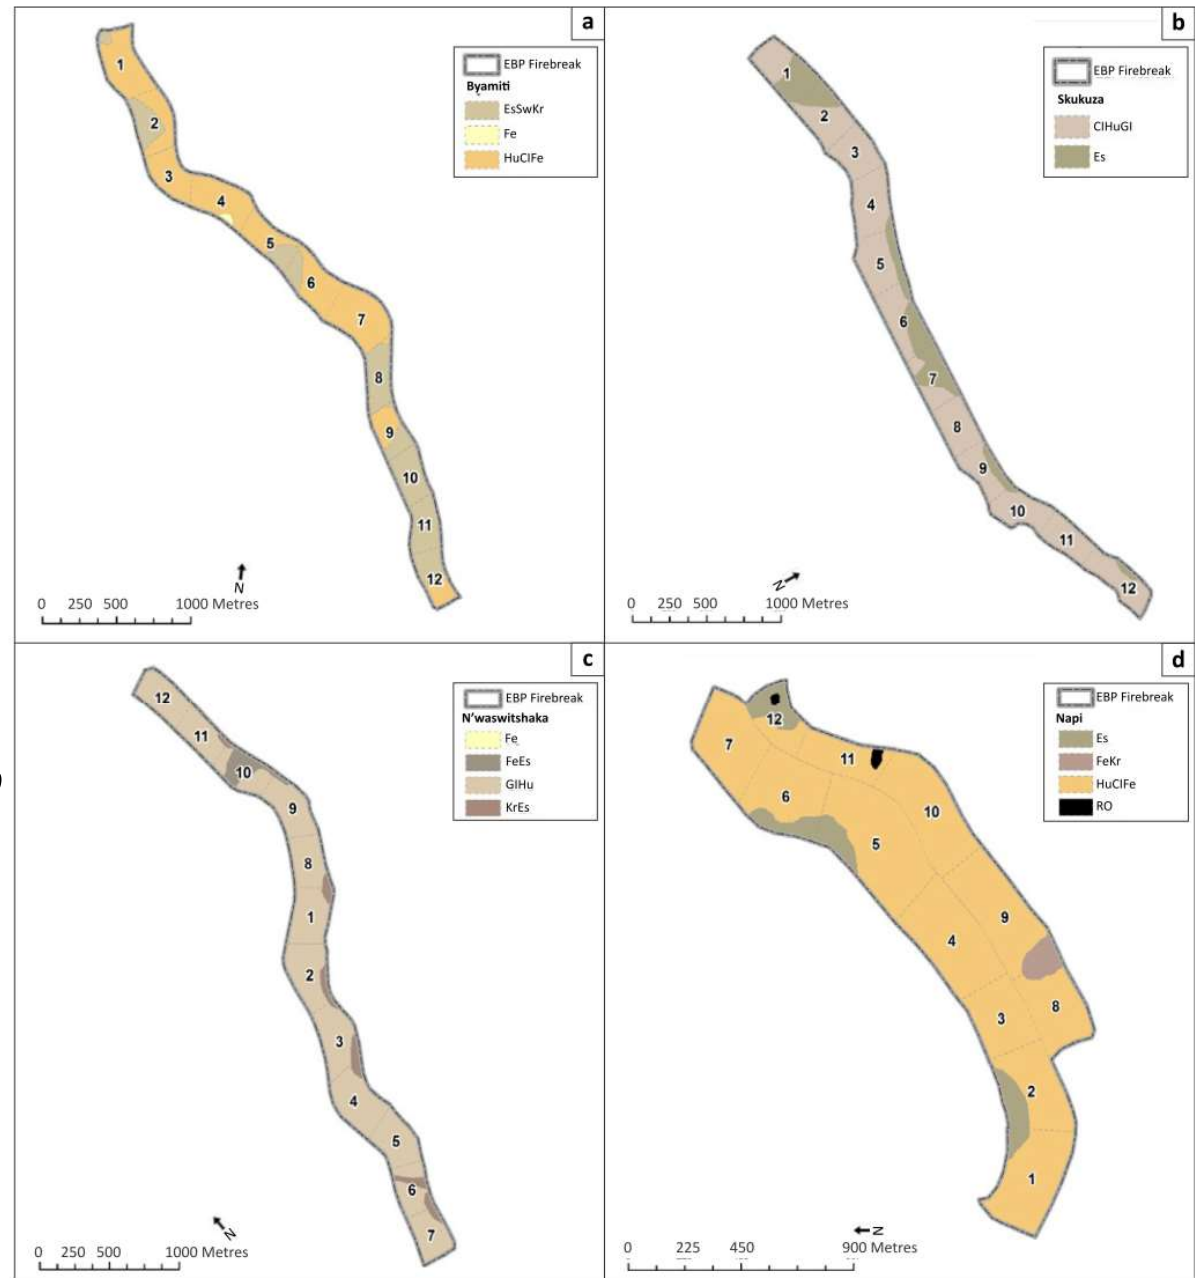 a
EBP Firebreak
Byamiti
EsSwKr
Fe
HuClFe
1
2
3
4
5
6
7
8
9
10
11
12
N
0 250 500 1000 Metres
b
EBP Firebreak
Skukuza
ClHuGl
Es
1
2
3
4
5
6
7
8
9
10
11
12
N
0 250 500 1000 Metres
c
EBP Firebreak
N'waswitshaka
Fe
FeEs
GlHu
KrEs
12
11
10
9
8
1
2
3
4
5
6
7
N
0 250 500 1000 Metres
d
EBP Firebreak
Napi
Es
FeKr
HuClFe
RO
12
7
11
6
10
5
9
4
8
3
2
1
N
0 225 450 900 Metres
)